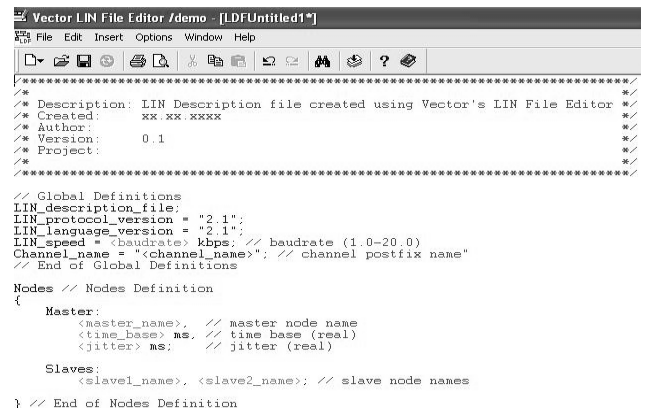 Vector LIN File Editor /demo - [LDFUntitled1*]
File Edit Insert Options Window Help
/******************************************************************************/
/* */
/* Description: LIN Description file created using Vector's LIN File Editor */
/* Created: xx.xx.xxxx */
/* Author: */
/* Version: 0.1 */
/* Project: */
/* */
/******************************************************************************/
// Global Definitions
LIN_description_file;
LIN_protocol_version = "2.1";
LIN_language_version = "2.1";
LIN_speed = <baudrate> kbps; // baudrate (1.0-20.0)
Channel_name = "<channel_name>"; // channel postfix name"
// End of Global Definitions
Nodes // Nodes Definition
{
Master:
<master_name>, // master node name
<time_base> ms, // time base (real)
<jitter> ms; // jitter (real)
Slaves:
<slave1_name>, <slave2_name>; // slave node names
} // End of Nodes Definition